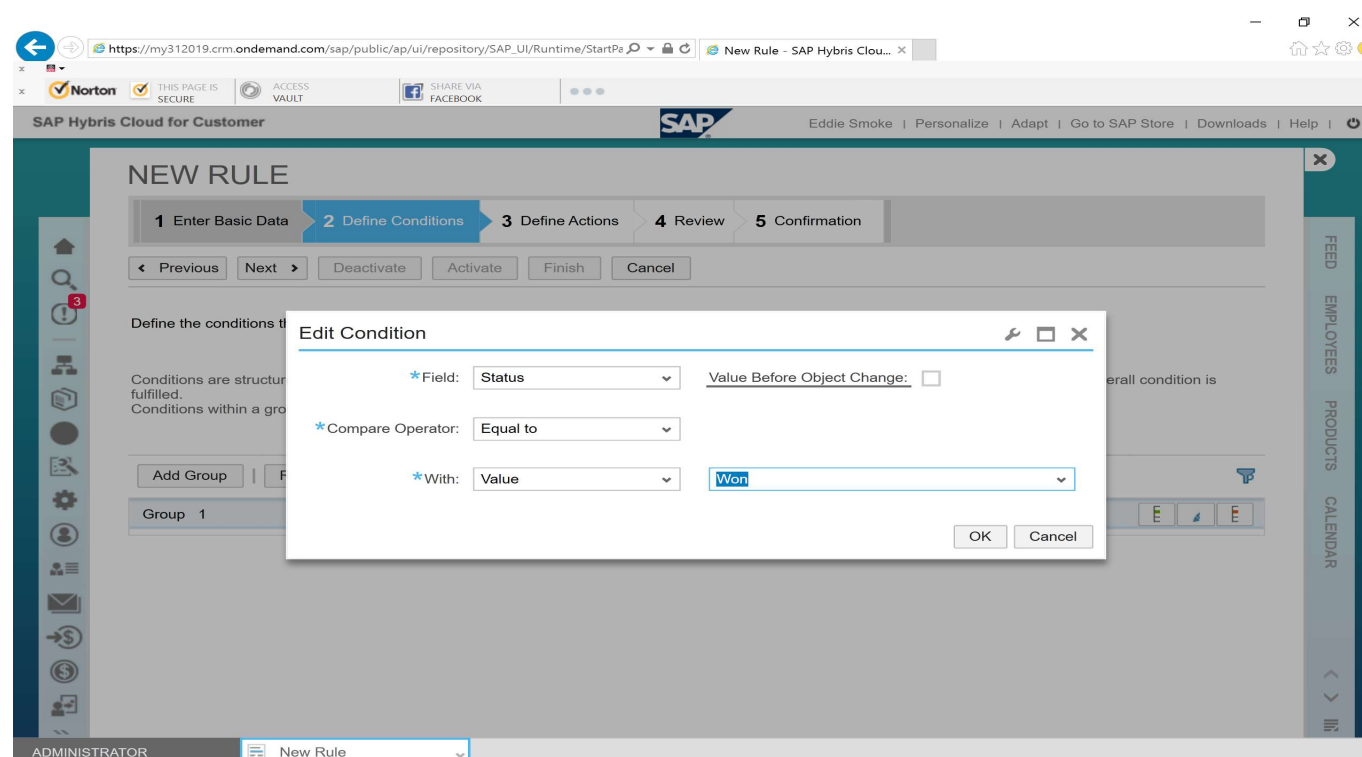 https://my312019.crm.ondemand.com/sap/public/ap/ui/repository/SAP_UI/Runtime/StartPa
New Rule - SAP Hybris Clou...
Norton
THIS PAGE IS SECURE
ACCESS VAULT
SHARE VIA FACEBOOK
SAP Hybris Cloud for Customer
SAP
Eddie Smoke | Personalize | Adapt | Go to SAP Store | Downloads | Help |
NEW RULE
1 Enter Basic Data
2 Define Conditions
3 Define Actions
4 Review
5 Confirmation
Previous
Next
Deactivate
Activate
Finish
Cancel
3
Define the conditions
Edit Condition
Conditions are
*Field: Status
Value Before Object Change:
condition is
fulfilled.
Conditions within a
*Compare Operator: Equal to
Add Group |
*With: Value
Won
Group 1
OK
Cancel
FEED
EMPLOYEES
PRODUCTS
CALENDAR
ADMINISTRATOR
New Rule